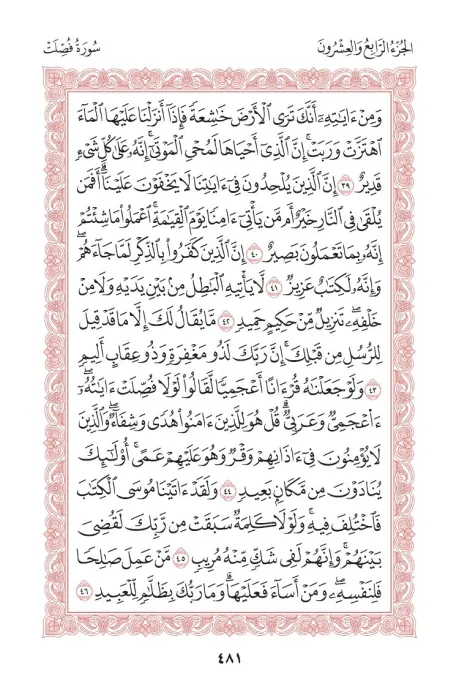 الجُزْءُ الرَّابِعُ وَالعِشْرُونَ
سُورَةُ فُصِّلَتْ
وَمِنْ ءَايَٰتِهِۦٓ أَنَّكَ تَرَى ٱلْأَرْضَ خَٰشِعَةً فَإِذَآ أَنزَلْنَا عَلَيْهَا ٱلْمَآءَ
ٱهْتَزَّتْ وَرَبَتْ ۚ إِنَّ ٱلَّذِىٓ أَحْيَاهَا لَمُحْىِ ٱلْمَوْتَىٰٓ ۚ إِنَّهُۥ عَلَىٰ كُلِّ شَىْءٍ
قَدِيرٌ ٣٩ إِنَّ ٱلَّذِينَ يُلْحِدُونَ فِىٓ ءَايَٰتِنَا لَا يَخْفَوْنَ عَلَيْنَآ ۗ أَفَمَن
يُلْقَىٰ فِى ٱلنَّارِ خَيْرٌ أَم مَّن يَأْتِىٓ ءَامِنًا يَوْمَ ٱلْقِيَٰمَةِ ۚ ٱعْمَلُوا۟ مَا شِئْتُمْ ۖ
إِنَّهُۥ بِمَا تَعْمَلُونَ بَصِيرٌ ٤٠ إِنَّ ٱلَّذِينَ كَفَرُوا۟ بِٱلذِّكْرِ لَمَّا جَآءَهُمْ ۖ
وَإِنَّهُۥ لَكِتَٰبٌ عَزِيزٌ ٤١ لَّا يَأْتِيهِ ٱلْبَٰطِلُ مِنۢ بَيْنِ يَدَيْهِ وَلَا مِنْ
خَلْفِهِۦ ۖ تَنزِيلٌ مِّنْ حَكِيمٍ حَمِيدٍ ٤٢ مَّا يُقَالُ لَكَ إِلَّا مَا قَدْ قِيلَ
لِلرُّسُلِ مِن قَبْلِكَ ۚ إِنَّ رَبَّكَ لَذُو مَغْفِرَةٍ وَذُو عِقَابٍ أَلِيمٍ
٤٣ وَلَوْ جَعَلْنَٰهُ قُرْءَانًا أَعْجَمِيًّا لَّقَالُوا۟ لَوْلَا فُصِّلَتْ ءَايَٰتُهُۥٓ ۖ
ءَا۬عْجَمِىٌّ وَعَرَبِىٌّ ۗ قُلْ هُوَ لِلَّذِينَ ءَامَنُوا۟ هُدًى وَشِفَآءٌ ۖ وَٱلَّذِينَ
لَا يُؤْمِنُونَ فِىٓ ءَاذَانِهِمْ وَقْرٌ وَهُوَ عَلَيْهِمْ عَمًى ۚ أُو۟لَٰٓئِكَ
يُنَادَوْنَ مِن مَّكَانٍۭ بَعِيدٍ ٤٤ وَلَقَدْ ءَاتَيْنَا مُوسَى ٱلْكِتَٰبَ
فَٱخْتُلِفَ فِيهِ ۗ وَلَوْلَا كَلِمَةٌ سَبَقَتْ مِن رَّبِّكَ لَقُضِىَ
بَيْنَهُمْ ۚ وَإِنَّهُمْ لَفِى شَكٍّ مِّنْهُ مُرِيبٍ ٤٥ مَّنْ عَمِلَ صَٰلِحًا
فَلِنَفْسِهِۦ ۖ وَمَنْ أَسَآءَ فَعَلَيْهَا ۗ وَمَا رَبُّكَ بِظَلَّٰمٍ لِّلْعَبِيدِ ٤٦
٤٨١